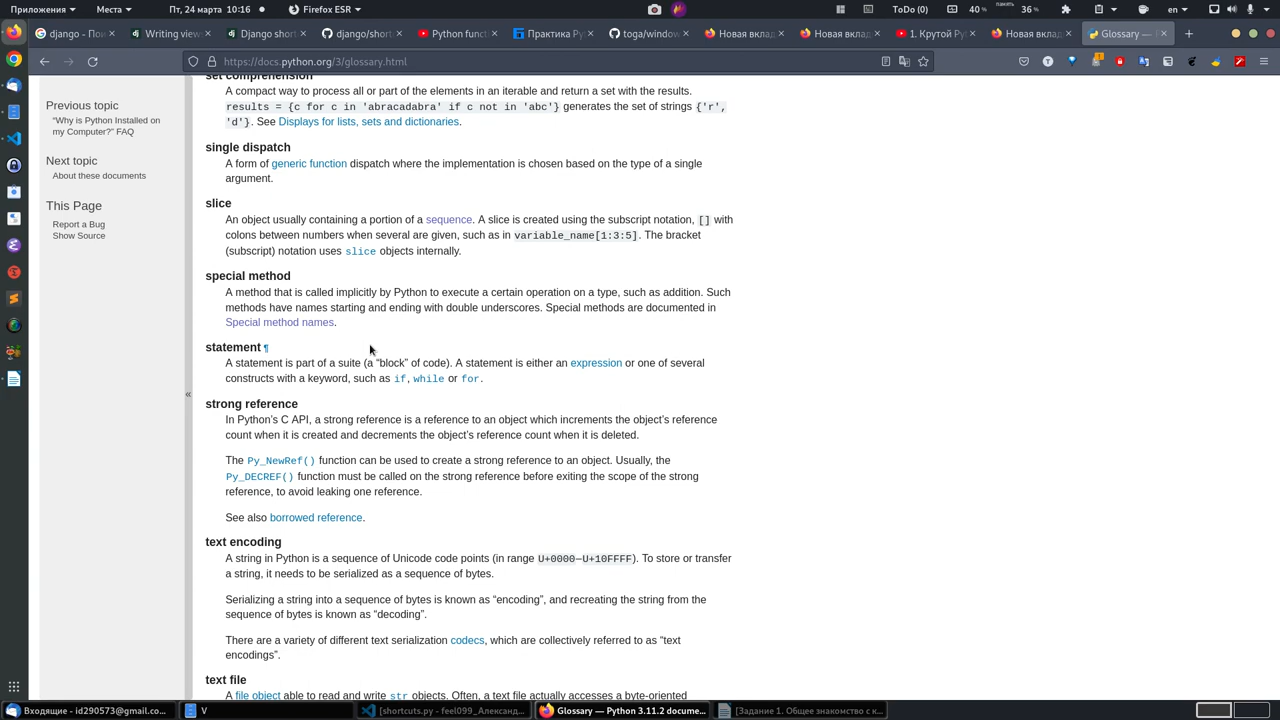 Приложения
Места
Пт, 24 марта 10:16
Firefox ESR
ToDo (0)
40 %
память
36 %
en
django - Пои
Writing view
Django short
django/short
Python functi
Практика Py
toga/window
Новая вклад
Новая вклад
1. Крутой Py
Новая вклад
Glossary —
https://docs.python.org/3/glossary.html
Previous topic
“Why is Python Installed on
my Computer?” FAQ
Next topic
About these documents
This Page
Report a Bug
Show Source
«
set comprehension
A compact way to process all or part of the elements in an iterable and return a set with the results.
results = {c for c in 'abracadabra' if c not in 'abc'} generates the set of strings {'r',
'd'}. See Displays for lists, sets and dictionaries.
single dispatch
A form of generic function dispatch where the implementation is chosen based on the type of a single
argument.
slice
An object usually containing a portion of a sequence. A slice is created using the subscript notation, [] with
colons between numbers when several are given, such as in variable_name[1:3:5]. The bracket
(subscript) notation uses slice objects internally.
special method
A method that is called implicitly by Python to execute a certain operation on a type, such as addition. Such
methods have names starting and ending with double underscores. Special methods are documented in
Special method names.
statement ¶
A statement is part of a suite (a “block” of code). A statement is either an expression or one of several
constructs with a keyword, such as if, while or for.
strong reference
In Python’s C API, a strong reference is a reference to an object which increments the object’s reference
count when it is created and decrements the object’s reference count when it is deleted.
The Py_NewRef() function can be used to create a strong reference to an object. Usually, the
Py_DECREF() function must be called on the strong reference before exiting the scope of the strong
reference, to avoid leaking one reference.
See also borrowed reference.
text encoding
A string in Python is a sequence of Unicode code points (in range U+0000–U+10FFFF). To store or transfer
a string, it needs to be serialized as a sequence of bytes.
Serializing a string into a sequence of bytes is known as “encoding”, and recreating the string from the
sequence of bytes is known as “decoding”.
There are a variety of different text serialization codecs, which are collectively referred to as “text
encodings”.
text file
A file object able to read and write str objects. Often, a text file actually accesses a byte-oriented
Входящие - id290573@gmail.co...
V
[shortcuts.py - feel099_Александ...
Glossary — Python 3.11.2 docume...
[Задание 1. Общее знакомство с к...